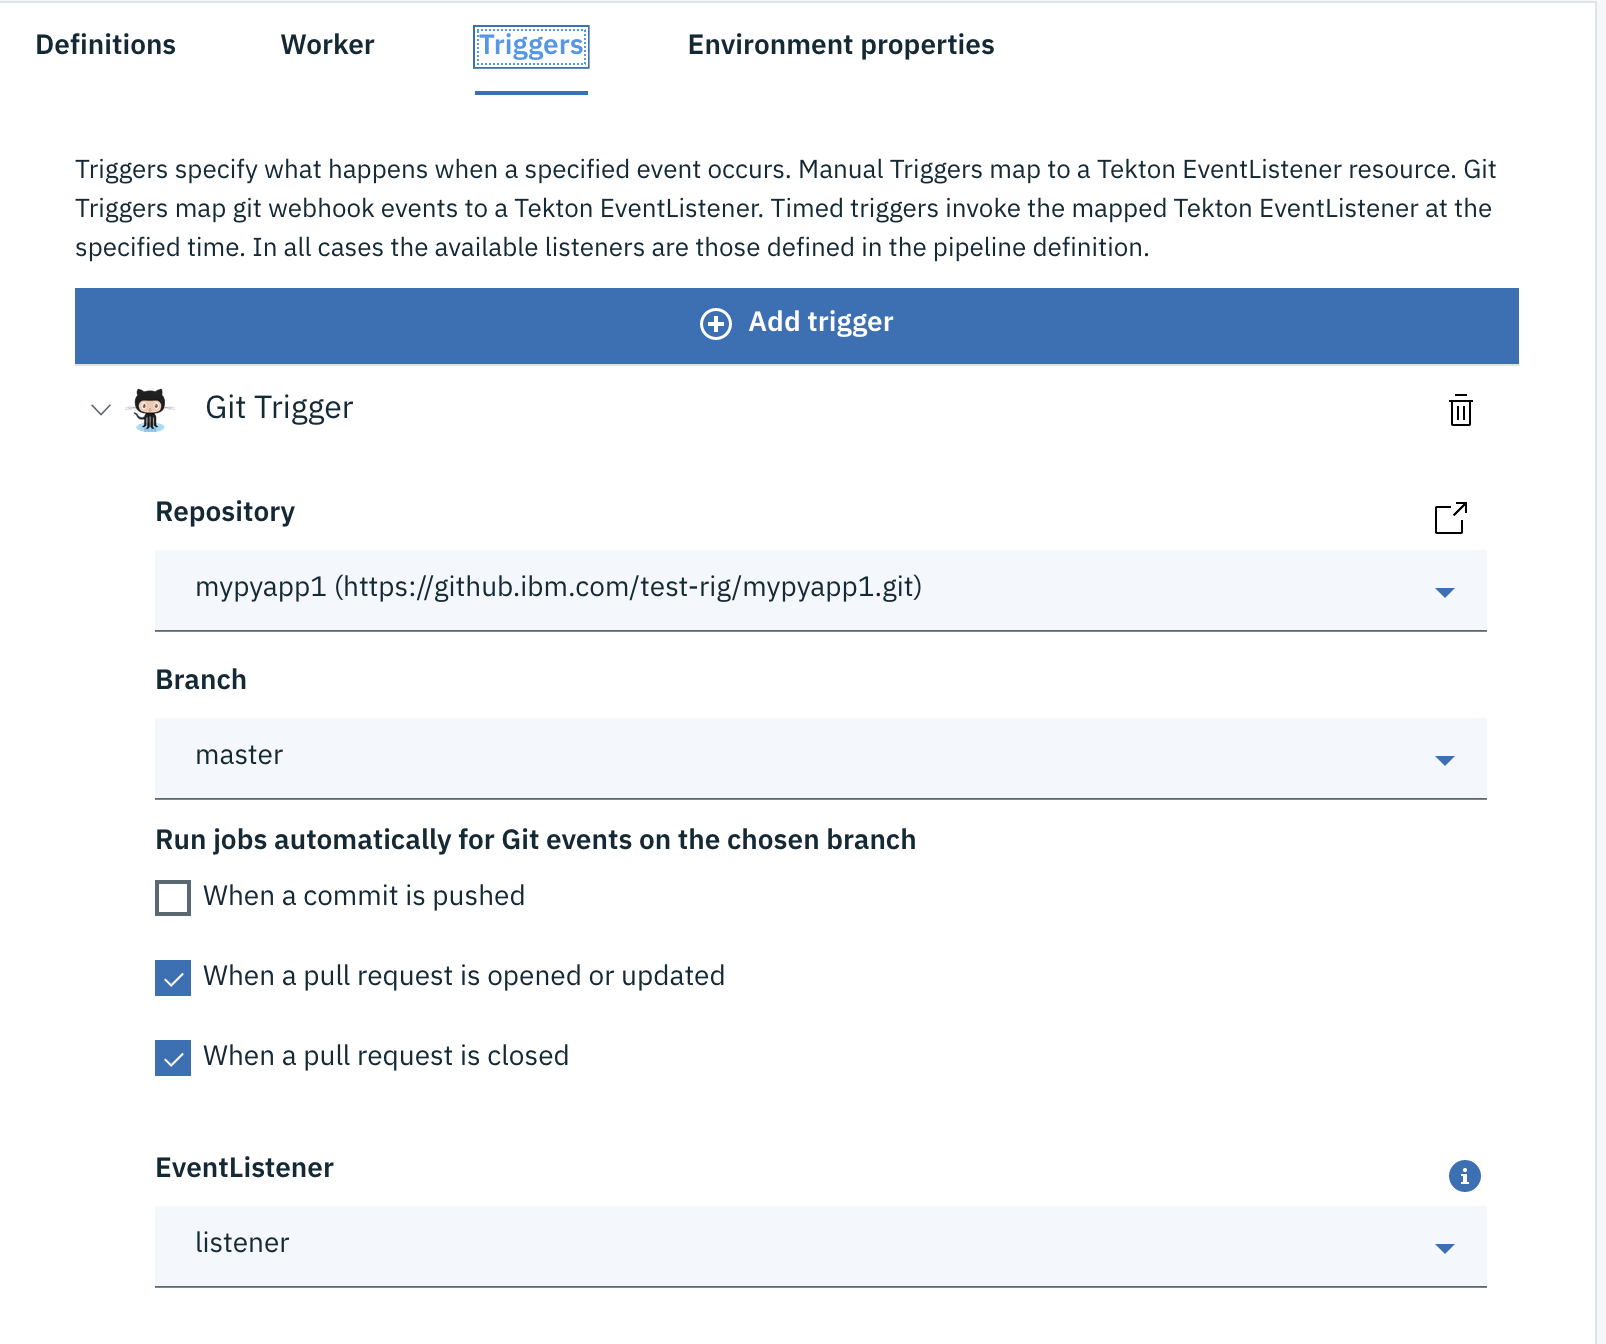 Definitions Worker Triggers Environment properties
Triggers specify what happens when a specified event occurs. Manual Triggers map to a Tekton EventListener resource. Git
Triggers map git webhook events to a Tekton EventListener. Timed triggers invoke the mapped Tekton EventListener at the
specified time. In all cases the available listeners are those defined in the pipeline definition.
Add trigger
Git Trigger
Repository
mypyapp1 (https://github.ibm.com/test-rig/mypyapp1.git)
Branch
master
Run jobs automatically for Git events on the chosen branch
When a commit is pushed
When a pull request is opened or updated
When a pull request is closed
EventListener
listener